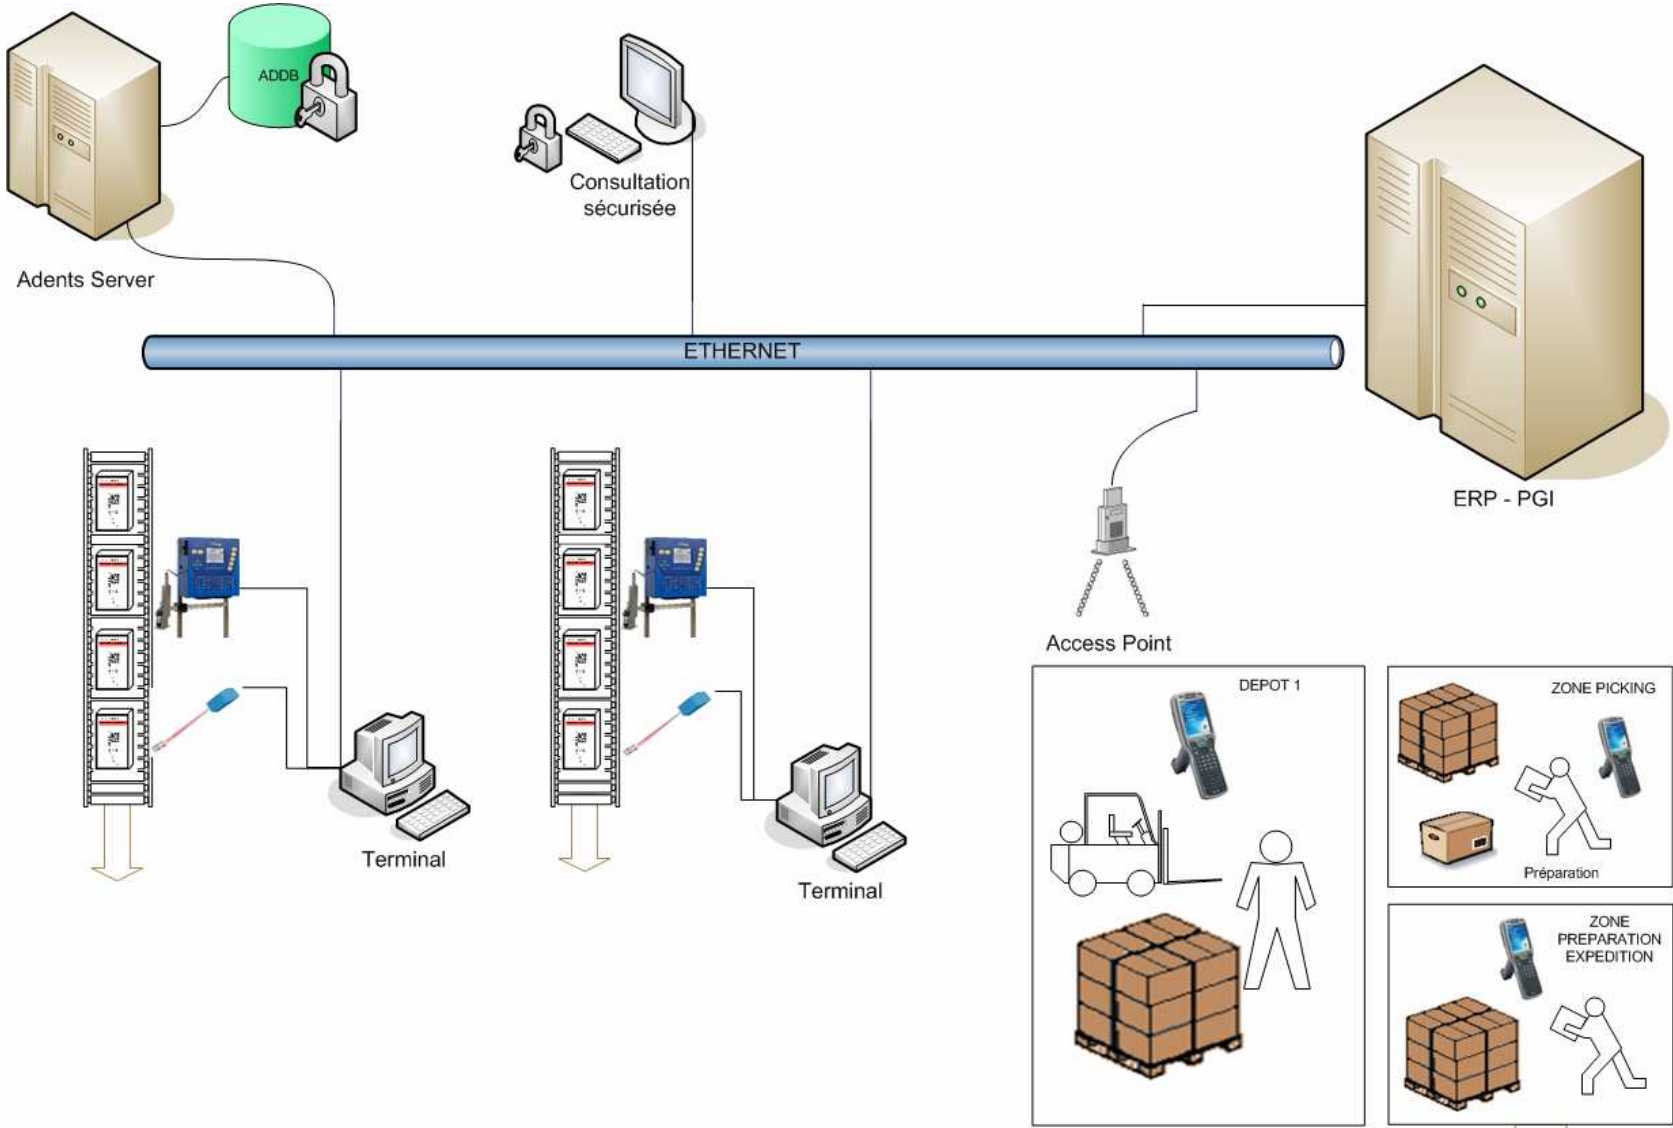 ADDB
Consultation
sécurisée
Adents Server
ETHERNET
ERP - PGI
Access Point
DEPOT 1
ZONE PICKING
Préparation
Terminal
Terminal
ZONE
PREPARATION
EXPEDITION